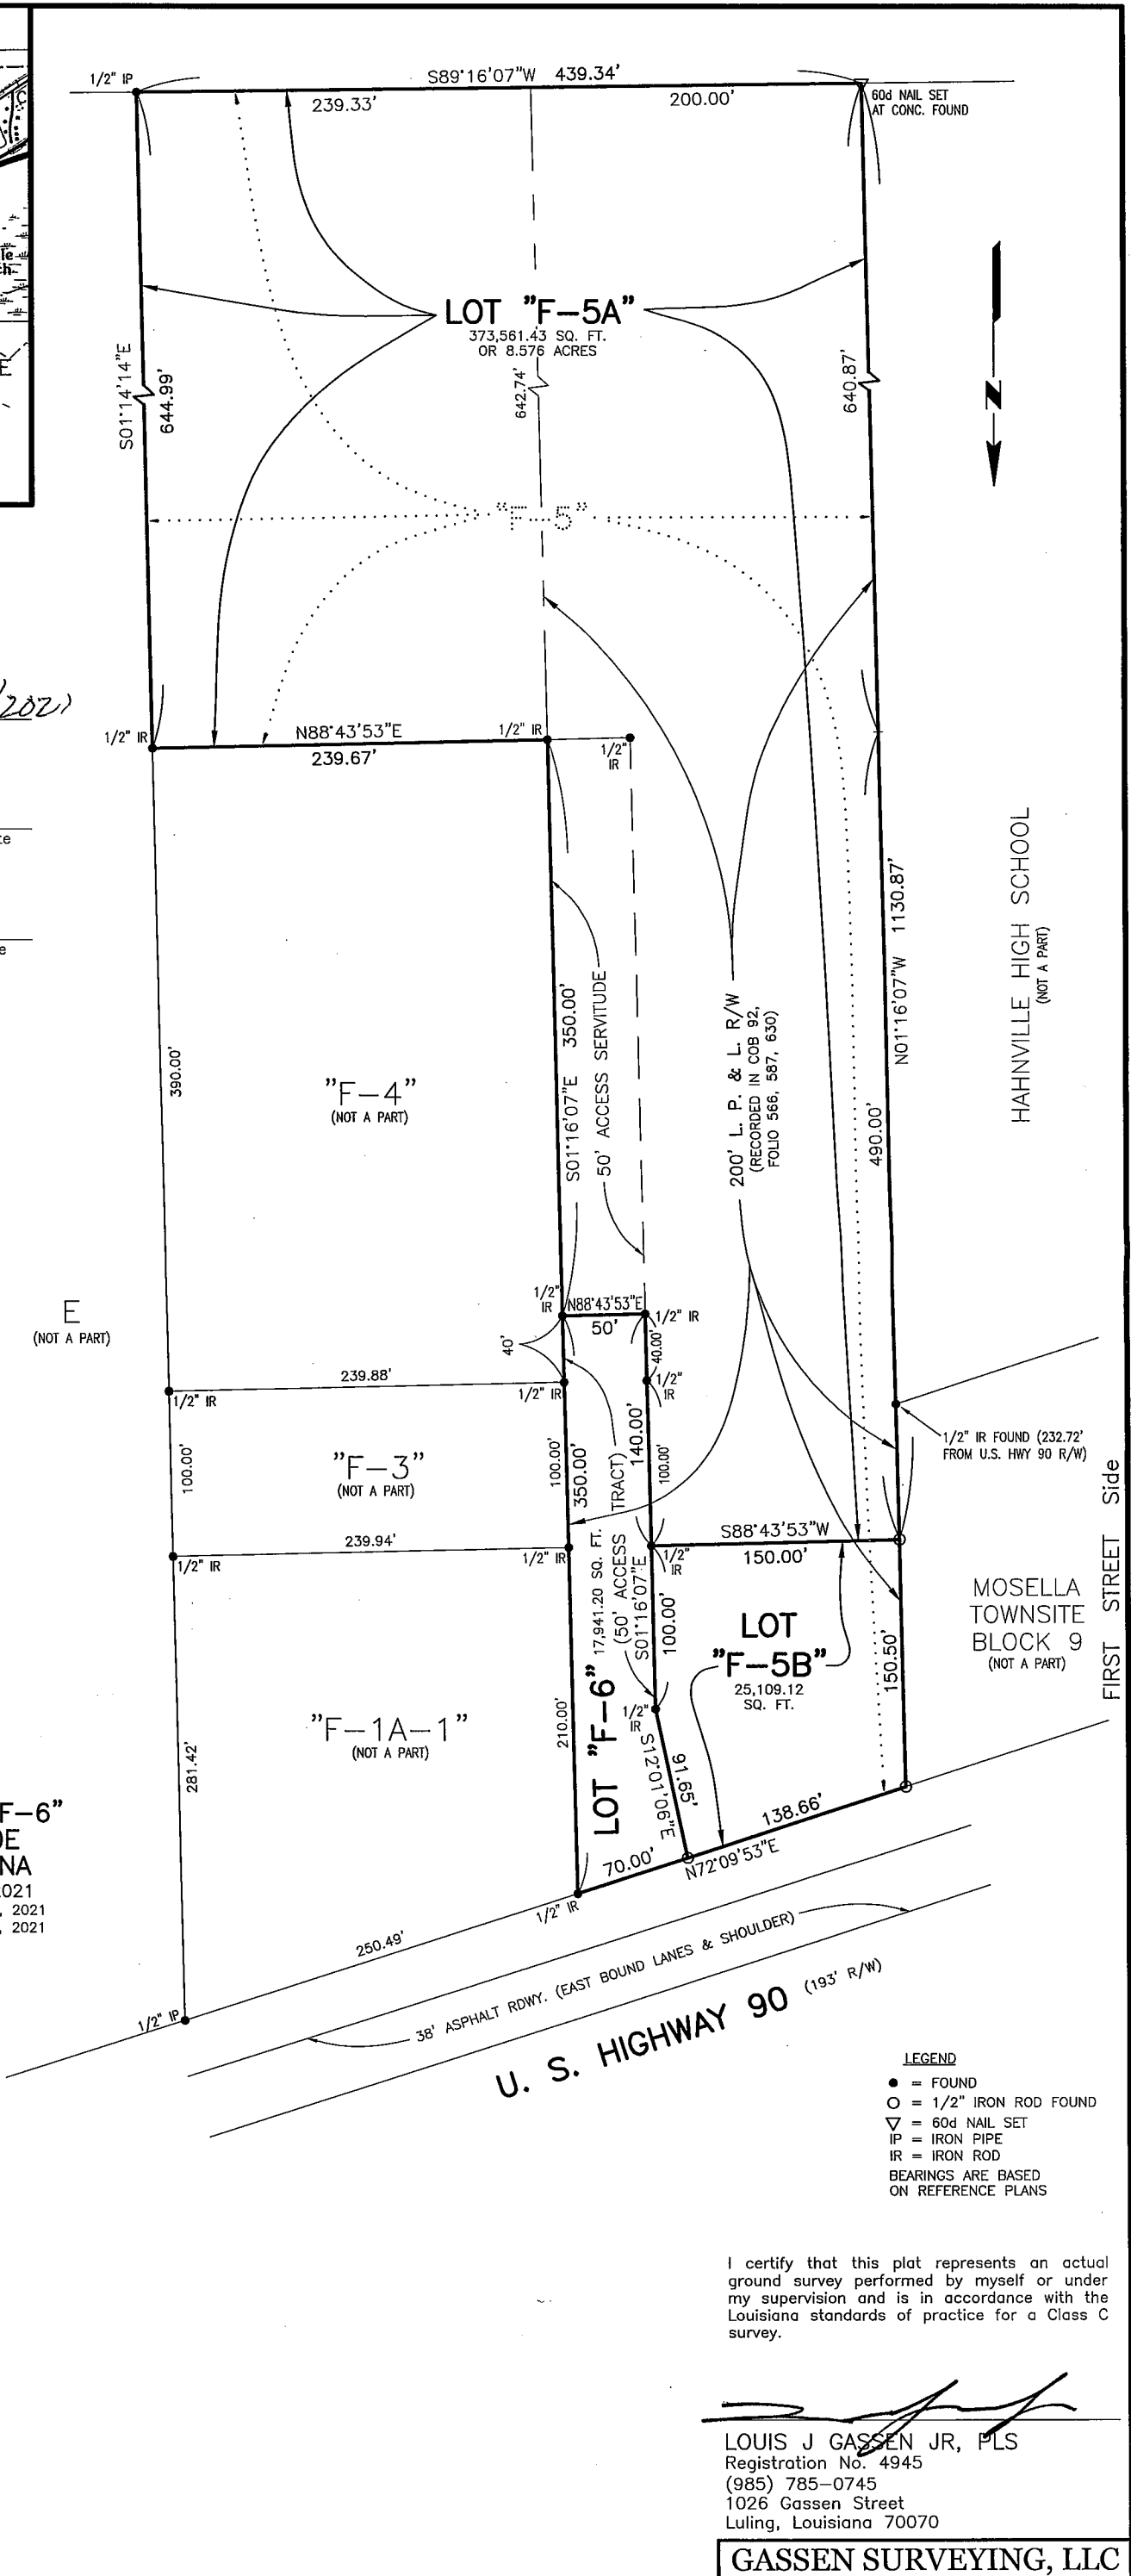 1/2" IP
S89°16'07"W 439.34'
239.33'
200.00'
60d NAIL SET
AT CONC. FOUND
LOT "F-5A"
373,561.43 SQ. FT.
OR 8.576 ACRES
S01°14'14"E
644.99'
642.74'
640.87'
N
"F-5"
/2021
1/2" IR
N88°43'53"E
239.67'
1/2" IR
1/2"
IR
HAHNVILLE HIGH SCHOOL
(NOT A PART)
N01°16'07"W 1130.87'
490.00'
390.00'
"F-4"
(NOT A PART)
S01°16'07"E 350.00'
50' ACCESS SERVITUDE
200' L. P. & L. R/W
(RECORDED IN COB 92,
FOLIO 566, 587, 630)
E
(NOT A PART)
1/2"
IR
N88°43'53"E
50'
1/2" IR
40'
40.00'
239.88'
1/2" IR
1/2" IR
1/2"
IR
1/2" IR FOUND (232.72'
FROM U.S. HWY 90 R/W)
100.00'
"F-3"
(NOT A PART)
100.00'
350.00'
140.00'
100.00'
239.94'
1/2" IR
1/2" IR
1/2"
IR
S88°43'53"W
150.00'
(50' ACCESS TRACT)
S01°16'07"E
100.00'
LOT "F-6"
17,941.20 SQ. FT.
LOT
"F-5B"
25,109.12
SQ. FT.
150.50'
MOSELLA
TOWNSITE
BLOCK 9
(NOT A PART)
FIRST STREET Side
281.42'
"F-1A-1"
(NOT A PART)
210.00'
1/2"
IR
S12°01'06"E
91.65'
138.66'
N72°09'53"E
70.00'
1/2" IR
250.49'
1/2" IP
F-6"
NA
2021
, 2021
, 2021
38' ASPHALT RDWY. (EAST BOUND LANES & SHOULDER)
U. S. HIGHWAY 90 (193' R/W)
LEGEND
● = FOUND
O = 1/2" IRON ROD FOUND
▽ = 60d NAIL SET
IP = IRON PIPE
IR = IRON ROD
BEARINGS ARE BASED
ON REFERENCE PLANS
I certify that this plat represents an actual
ground survey performed by myself or under
my supervision and is in accordance with the
Louisiana standards of practice for a Class C
survey.
LOUIS J GASSEN JR, PLS
Registration No. 4945
(985) 785-0745
1026 Gassen Street
Luling, Louisiana 70070
GASSEN SURVEYING, LLC